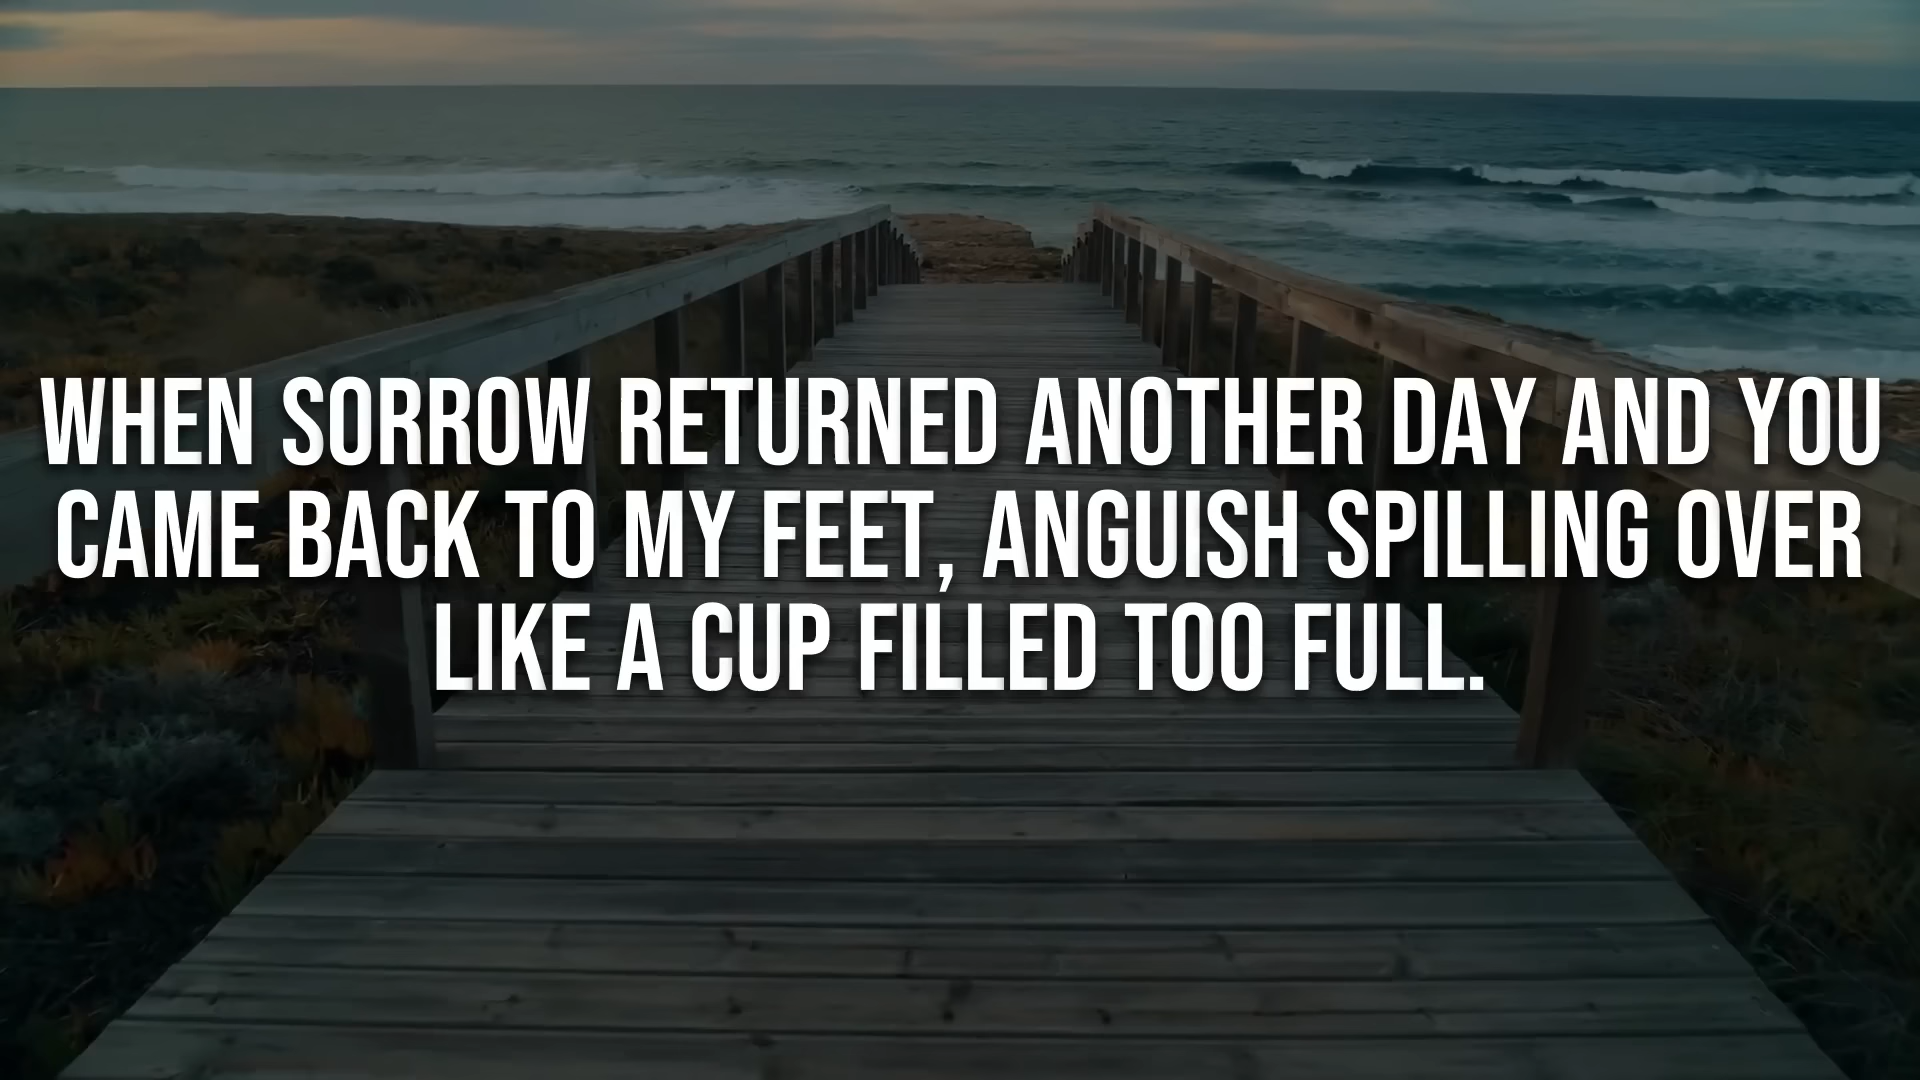 WHEN SORROW RETURNED ANOTHER DAY AND YOU
CAME BACK TO MY FEET, ANGUISH SPILLING OVER
LIKE A CUP FILLED TOO FULL.